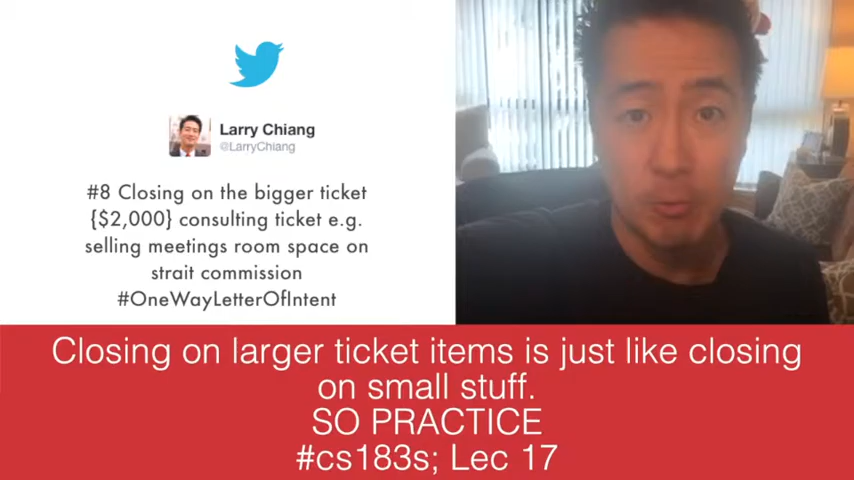 Larry Chiang
@LarryChiang
#8 Closing on the bigger ticket
{$2,000} consulting ticket e.g.
selling meetings room space on
strait commission
#OneWayLetterOfIntent
Closing on larger ticket items is just like closing
on small stuff.
SO PRACTICE
#cs183s; Lec 17